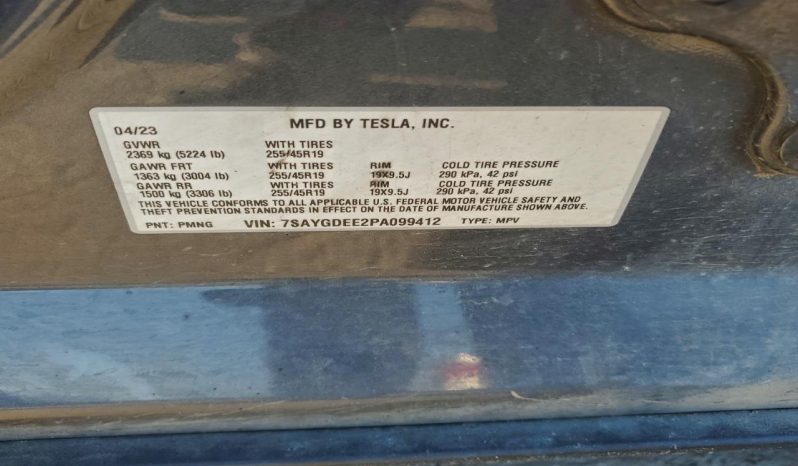 04/23 MFD BY TESLA, INC.
GVWR WITH TIRES
2369 kg (5224 lb) 255/45R19
GAWR FRT WITH TIRES RIM COLD TIRE PRESSURE
1363 kg (3004 lb) 255/45R19 19X9.5J 290 kPa, 42 psi
GAWR RR WITH TIRES RIM COLD TIRE PRESSURE
1500 kg (3306 lb) 255/45R19 19X9.5J 290 kPa, 42 psi
THIS VEHICLE CONFORMS TO ALL APPLICABLE U.S. FEDERAL MOTOR VEHICLE SAFETY AND
THEFT PREVENTION STANDARDS IN EFFECT ON THE DATE OF MANUFACTURE SHOWN ABOVE.
PNT: PMNG VIN: 7SAYGDEE2PA099412 TYPE: MPV